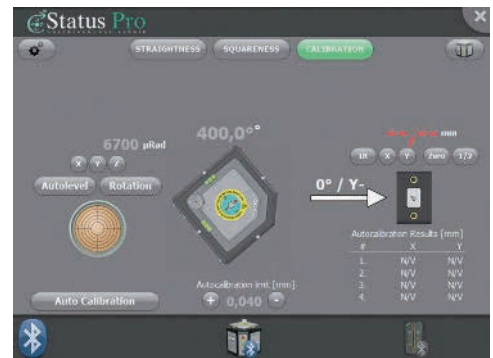 Status Pro
STRAIGHTNESS
SQUARENESS
CALIBRATION
6700 µRad
400,0°
mm
X Y Z
1R X Y Zero 1/2
Autolevel Rotation
0° / Y-
Autocalibration Results [mm]
# X Y
1. N/V N/V
2. N/V N/V
3. N/V N/V
4. N/V N/V
Autocalibration limit. [mm]
Auto Calibration
+ 0,040 -